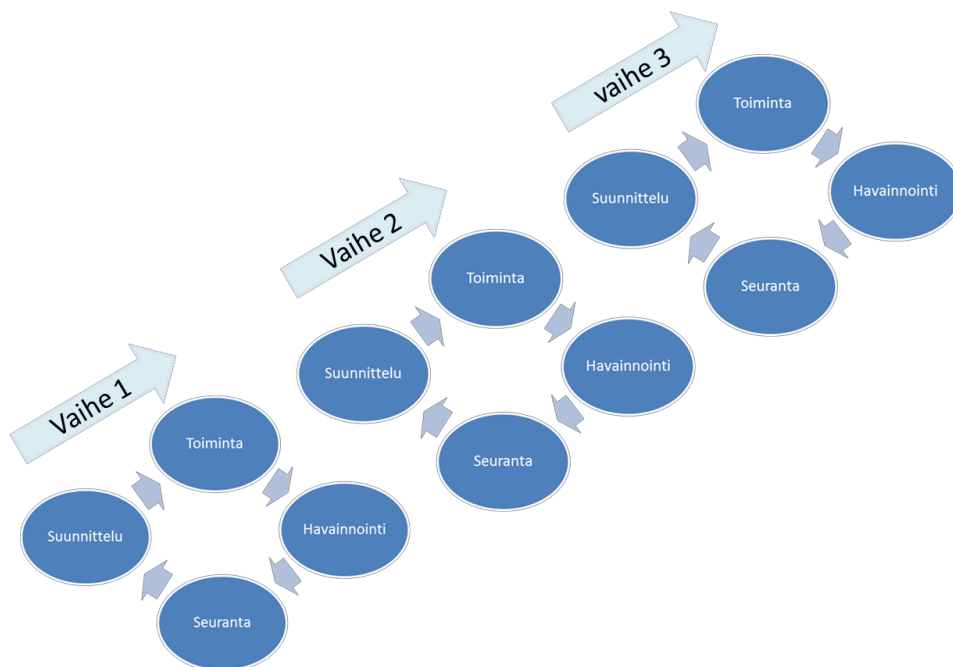 Vaihe 1
Toiminta
Suunnittelu
Havainnointi
Seuranta
Vaihe 2
Toiminta
Suunnittelu
Havainnointi
Seuranta
vaihe 3
Toiminta
Suunnittelu
Havainnointi
Seuranta